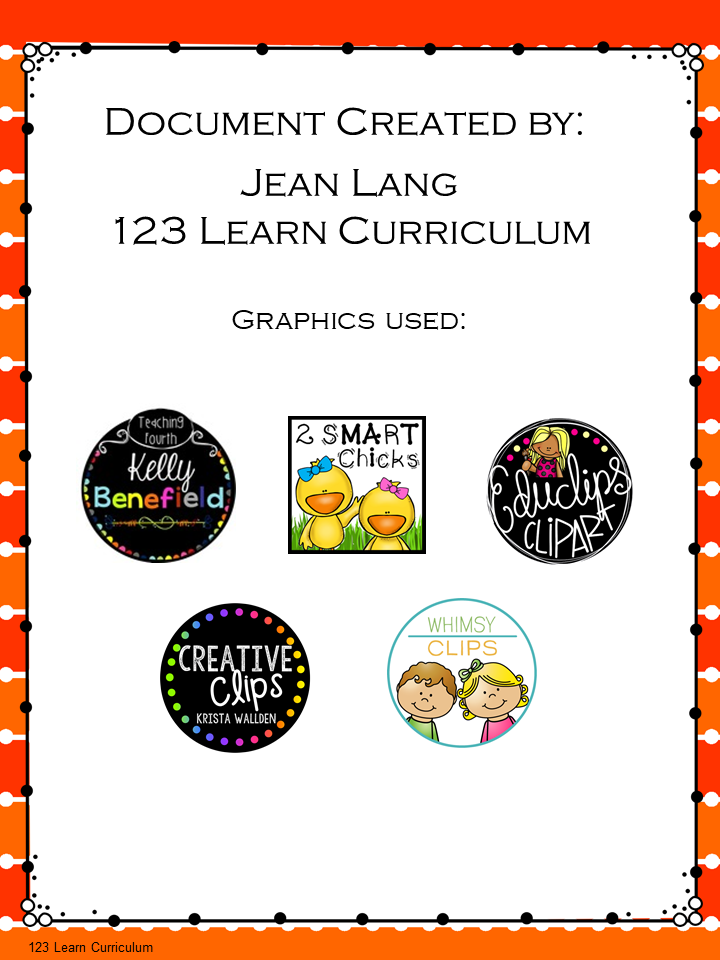 Document Created by:
Jean Lang
123 Learn Curriculum
Graphics used:
Teaching
fourth
Kelly
Benefield
2 SMART
Chicks
Educlips
CLIPART
CREATIVE
Clips
KRISTA WALLDEN
WHIMSY
CLIPS
123 Learn Curriculum